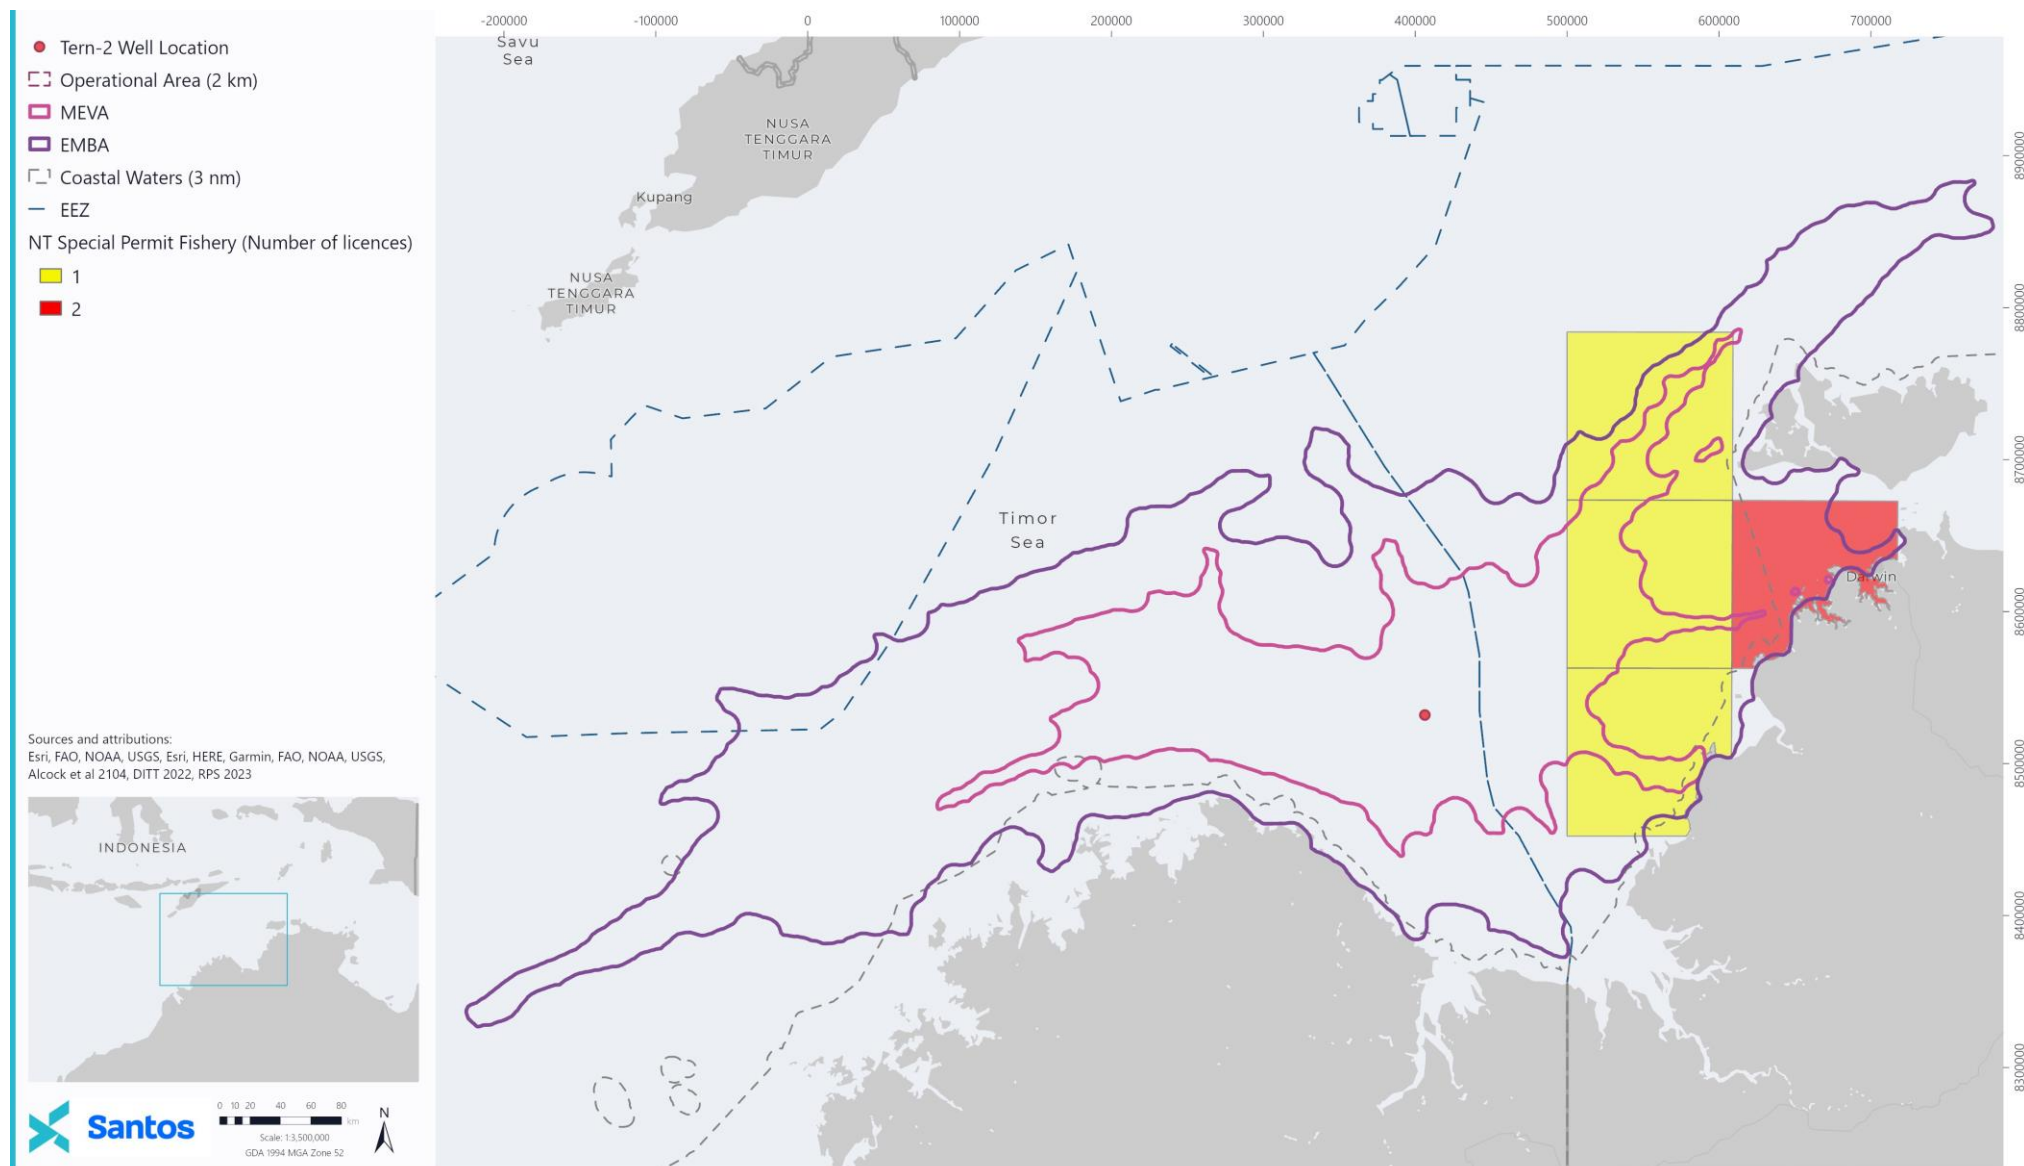 -200000 -100000 0 100000 200000 300000 400000 500000 600000 700000
Tern-2 Well Location
Operational Area (2 km)
MEVA
EMBA
Coastal Waters (3 nm)
EEZ
NT Special Permit Fishery (Number of licences)
1
2
Savu
Sea
NUSA
TENGGARA
TIMUR
Kupang
NUSA
TENGGARA
TIMUR
Timor
Sea
Darwin
8900000
8800000
8700000
8600000
8500000
8400000
8300000
Sources and attributions:
Esri, FAO, NOAA, USGS, Esri, HERE, Garmin, FAO, NOAA, USGS,
Alcock et al 2104, DITT 2022, RPS 2023
INDONESIA
Santos
0 10 20 40 60 80
km
Scale: 1:3,500,000
GDA 1994 MGA Zone 52
N